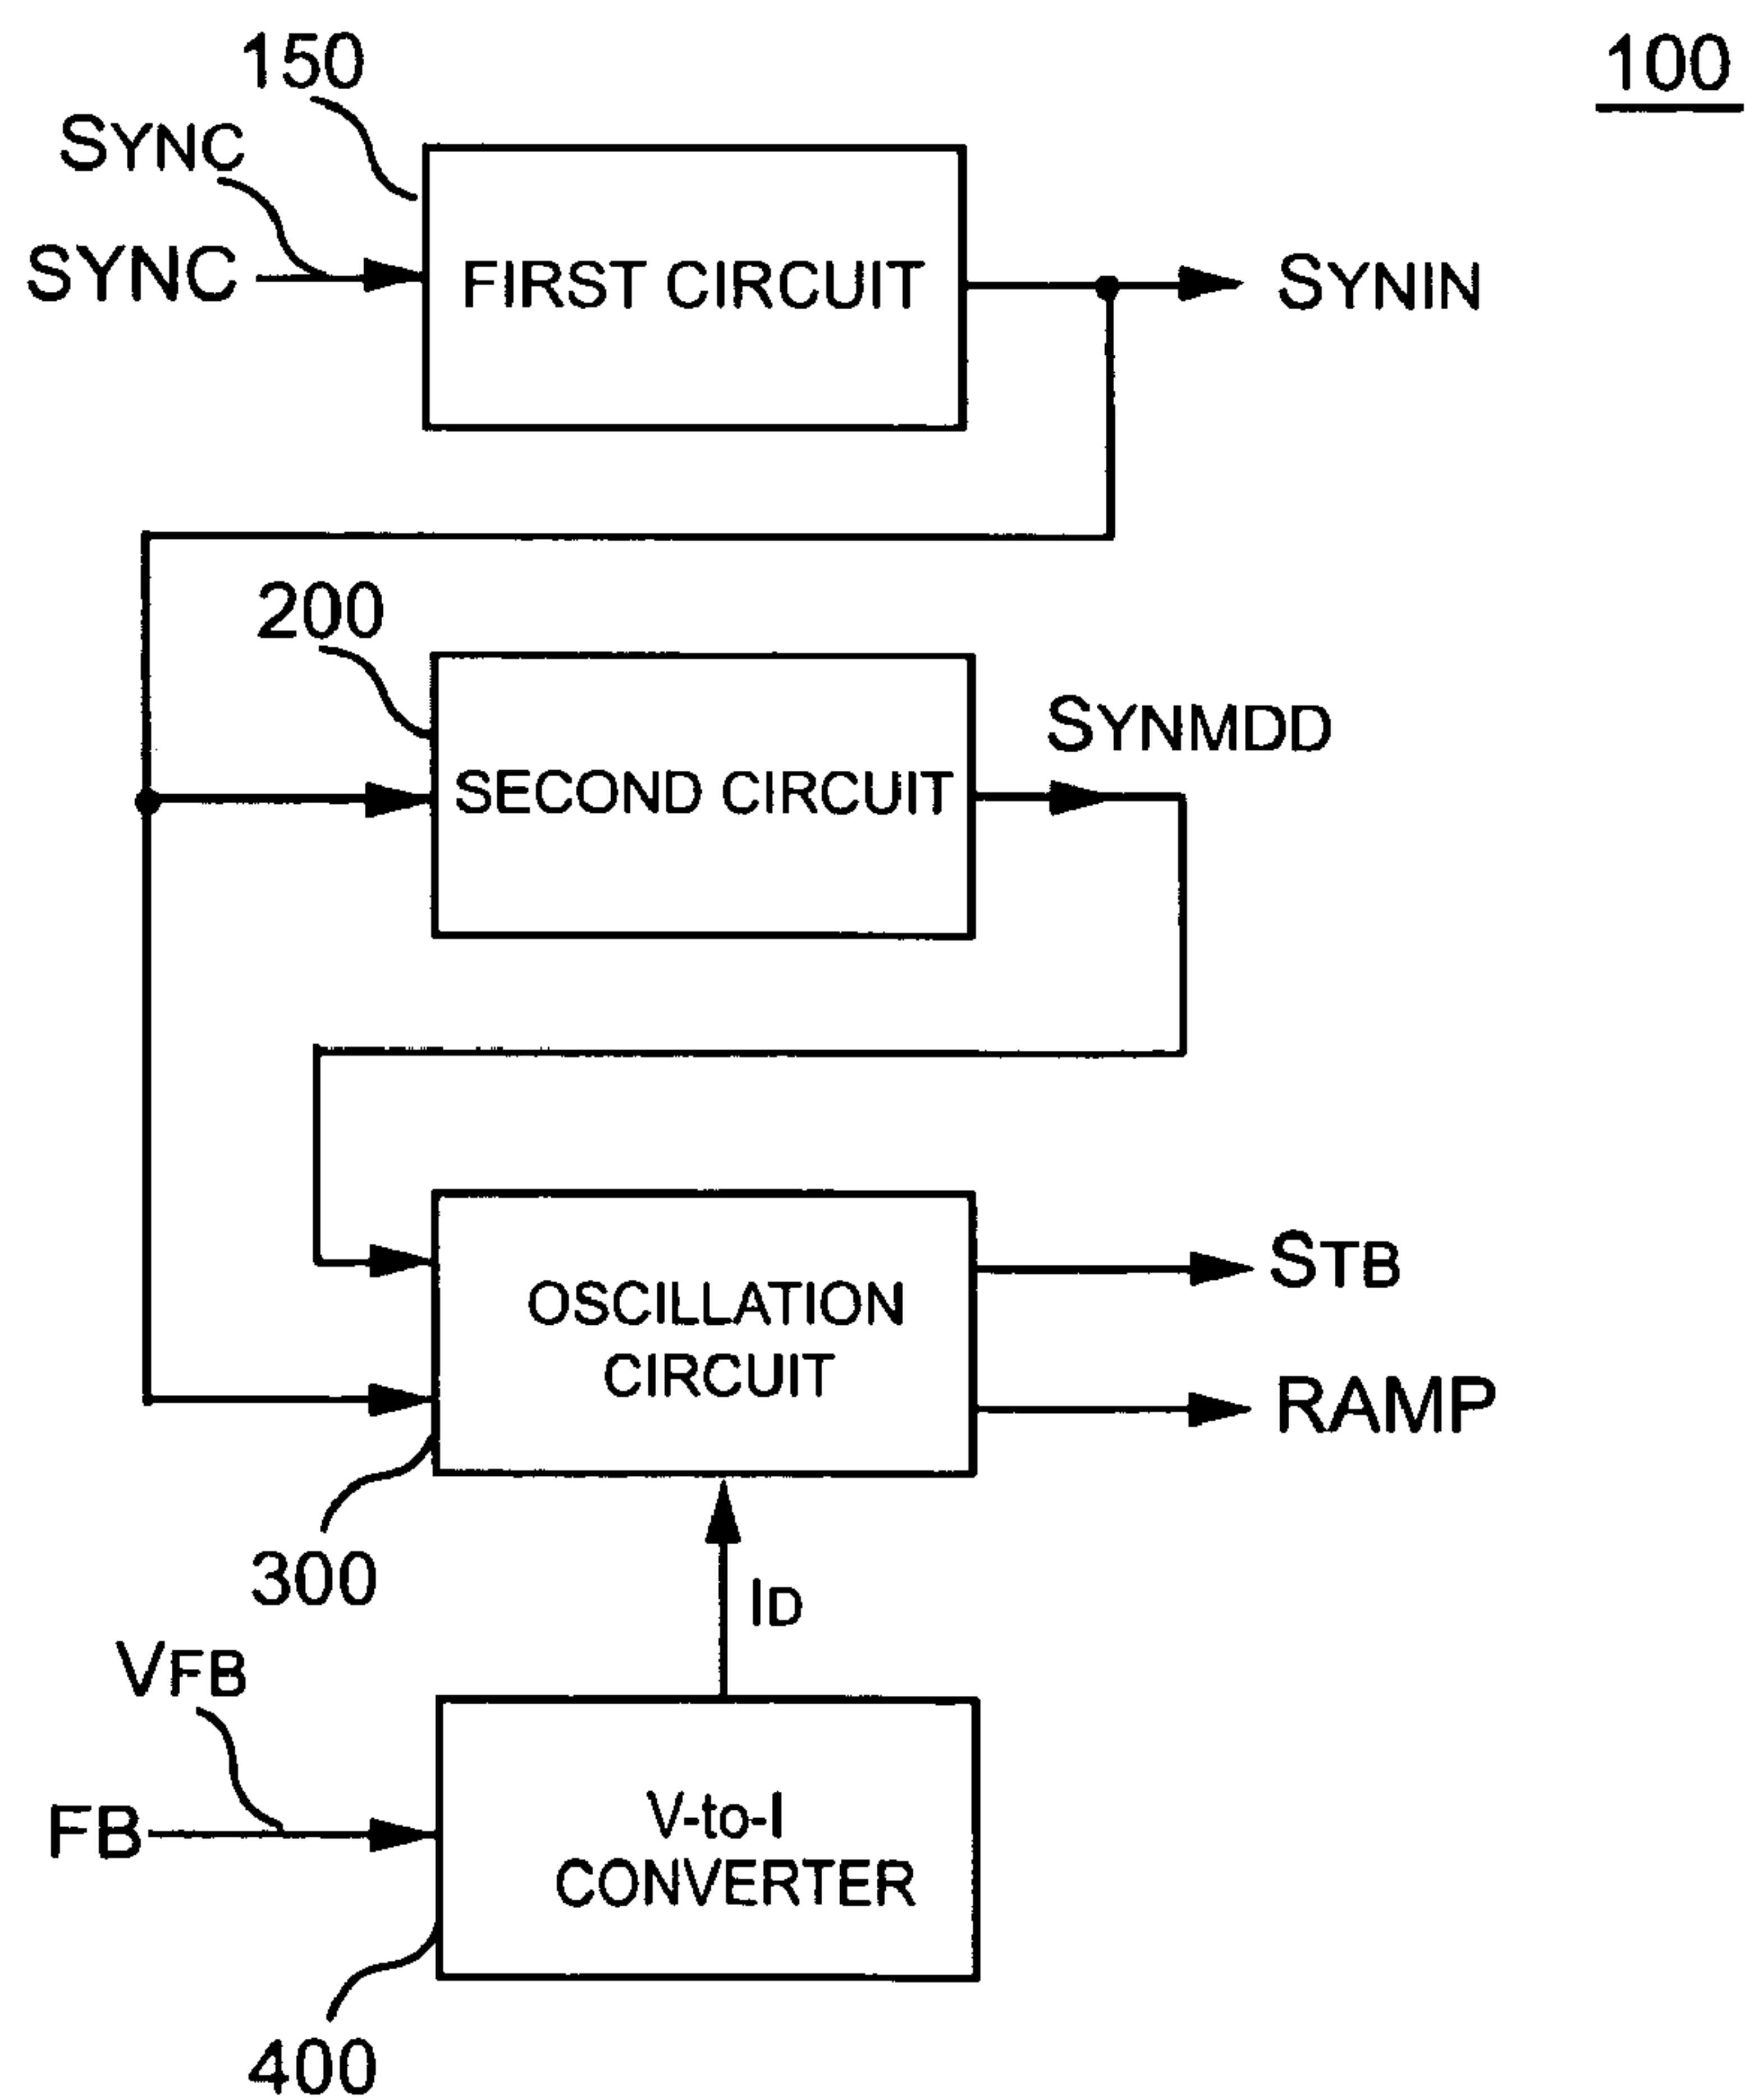 100
150
SYNC
SYNC
FIRST CIRCUIT
SYNIN
200
SECOND CIRCUIT
SYNMDD
OSCILLATION
CIRCUIT
STB
RAMP
300
ID
VFB
FB
V-to-I
CONVERTER
400